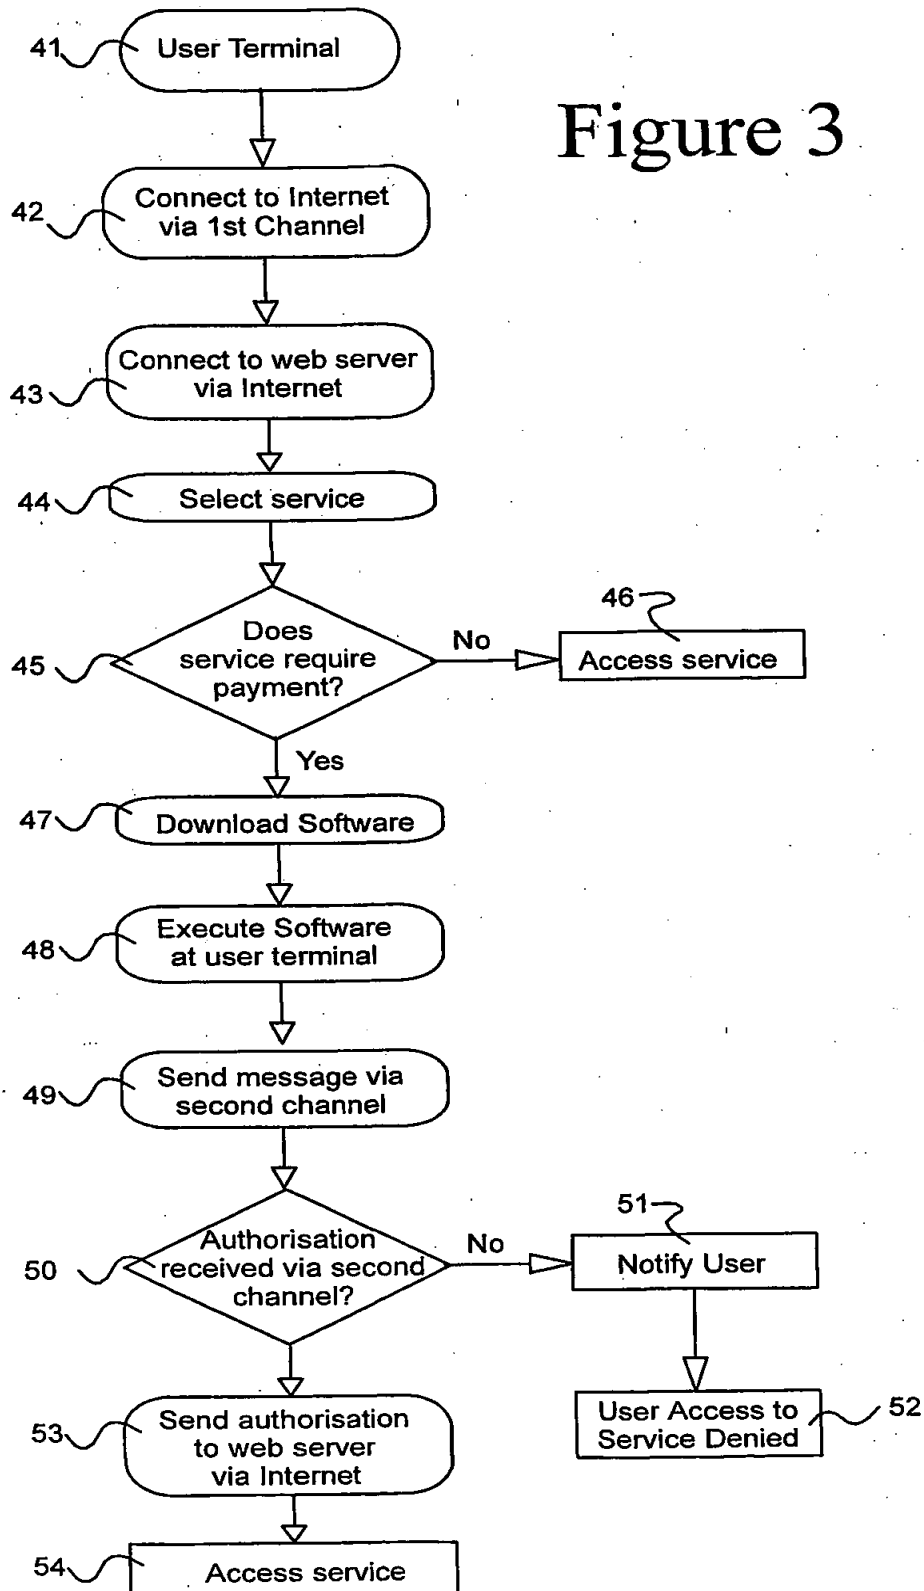 Figure 3
41
User Terminal
42
Connect to Internet
via 1st Channel
43
Connect to web server
via Internet
44
Select service
45
Does
service require
payment?
No
46
Access service
Yes
47
Download Software
48
Execute Software
at user terminal
49
Send message via
second channel
50
Authorisation
received via second
channel?
No
51
Notify User
52
User Access to
Service Denied
53
Send authorisation
to web server
via Internet
54
Access service